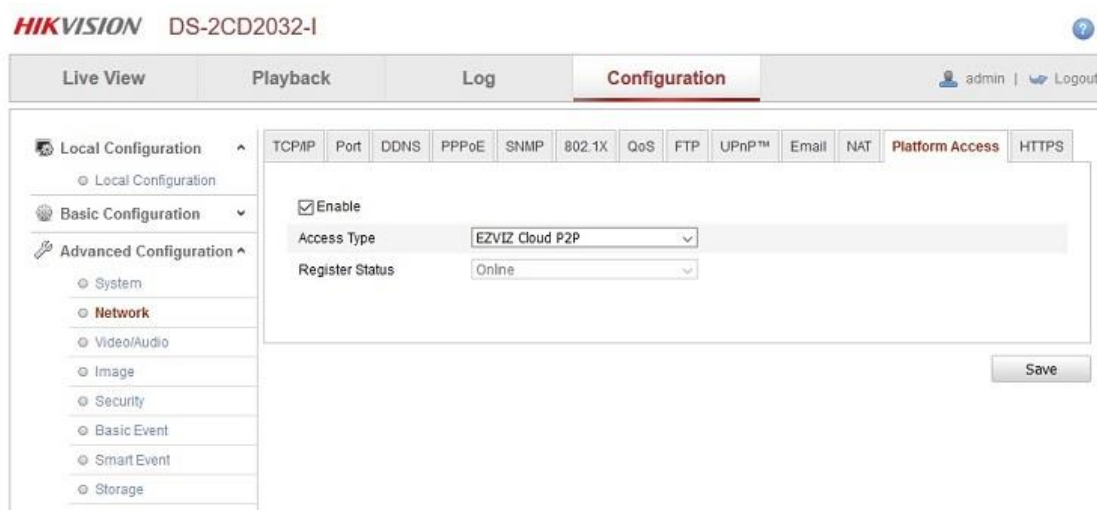 HIKVISION DS-2CD2032-I
?
Live View Playback Log Configuration admin | Logout
Local Configuration
Local Configuration
Basic Configuration
Advanced Configuration
System
Network
Video/Audio
Image
Security
Basic Event
Smart Event
Storage
TCP/IP Port DDNS PPPoE SNMP 802.1X QoS FTP UPnP™ Email NAT Platform Access HTTPS
Enable
Access Type EZVIZ Cloud P2P
Register Status Online
Save